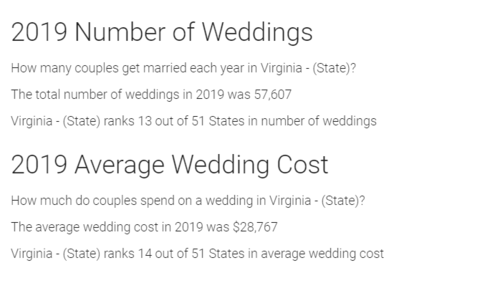 2019 Number of Weddings
How many couples get married each year in Virginia - (State)?
The total number of weddings in 2019 was 57,607
Virginia - (State) ranks 13 out of 51 States in number of weddings
2019 Average Wedding Cost
How much do couples spend on a wedding in Virginia - (State)?
The average wedding cost in 2019 was $28,767
Virginia - (State) ranks 14 out of 51 States in average wedding cost